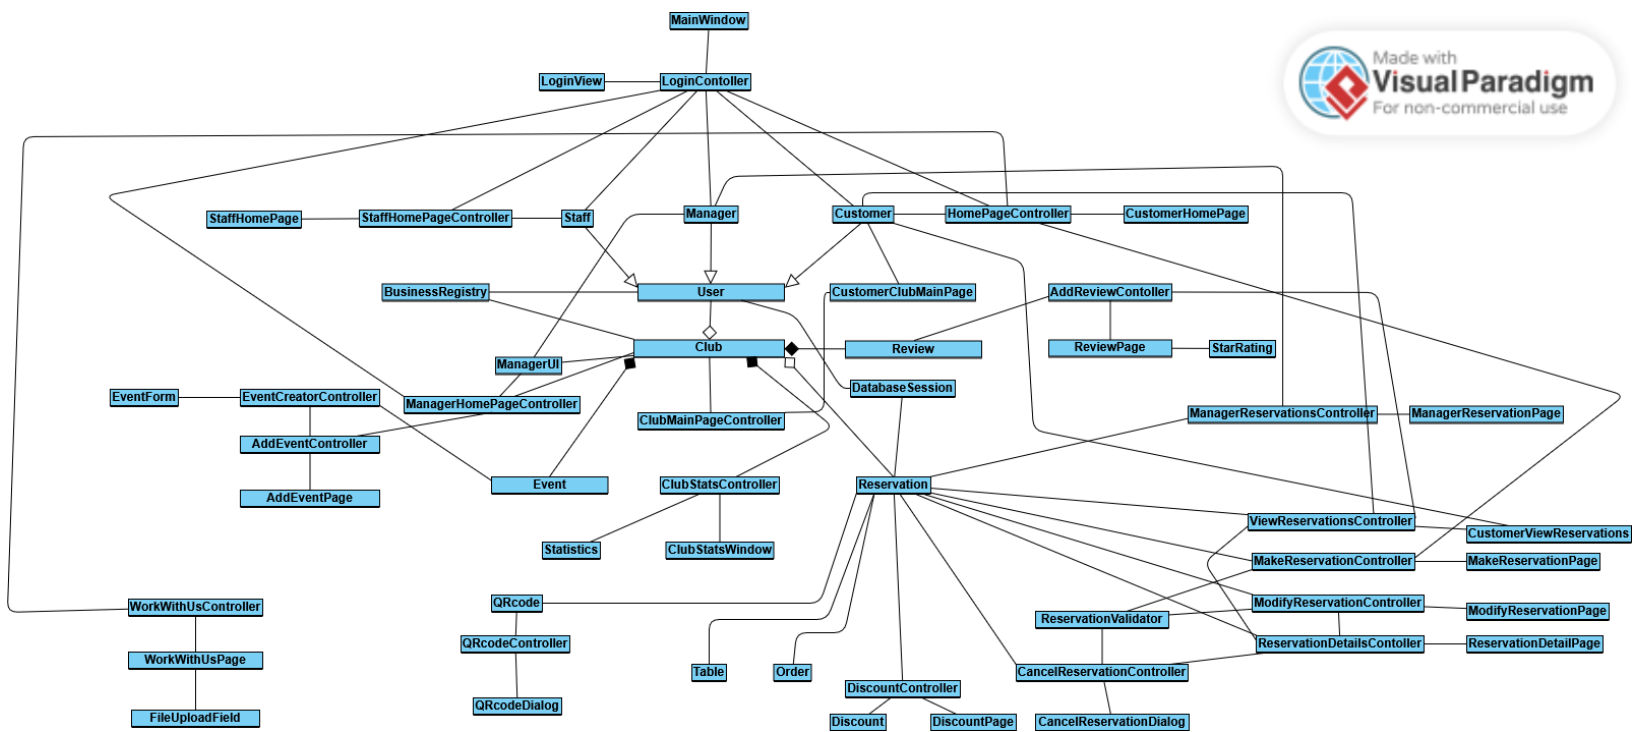 MainWindow
Made with
Visual Paradigm
For non-commercial use
LoginView
LoginContoller
StaffHomePage
StaffHomePageController
Staff
Manager
Customer
HomePageController
CustomerHomePage
BusinessRegistry
User
CustomerClubMainPage
AddReviewContoller
Club
Review
ReviewPage
StarRating
ManagerUI
DatabaseSession
EventForm
EventCreatorController
ManagerHomePageController
ClubMainPageController
ManagerReservationsController
ManagerReservationPage
AddEventController
AddEventPage
Event
ClubStatsController
Reservation
ViewReservationsController
CustomerViewReservations
Statistics
ClubStatsWindow
MakeReservationController
MakeReservationPage
WorkWithUsController
QRcode
ModifyReservationController
ModifyReservationPage
ReservationValidator
QRcodeController
ReservationDetailsContoller
ReservationDetailPage
WorkWithUsPage
Table
Order
CancelReservationController
DiscountController
QRcodeDialog
FileUploadField
Discount
DiscountPage
CancelReservationDialog